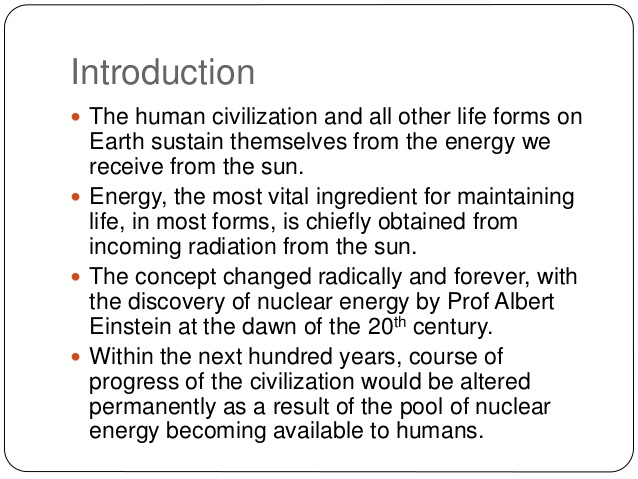 Introduction
• The human civilization and all other life forms on
Earth sustain themselves from the energy we
receive from the sun.
• Energy, the most vital ingredient for maintaining
life, in most forms, is chiefly obtained from
incoming radiation from the sun.
• The concept changed radically and forever, with
the discovery of nuclear energy by Prof Albert
Einstein at the dawn of the 20th century.
• Within the next hundred years, course of
progress of the civilization would be altered
permanently as a result of the pool of nuclear
energy becoming available to humans.